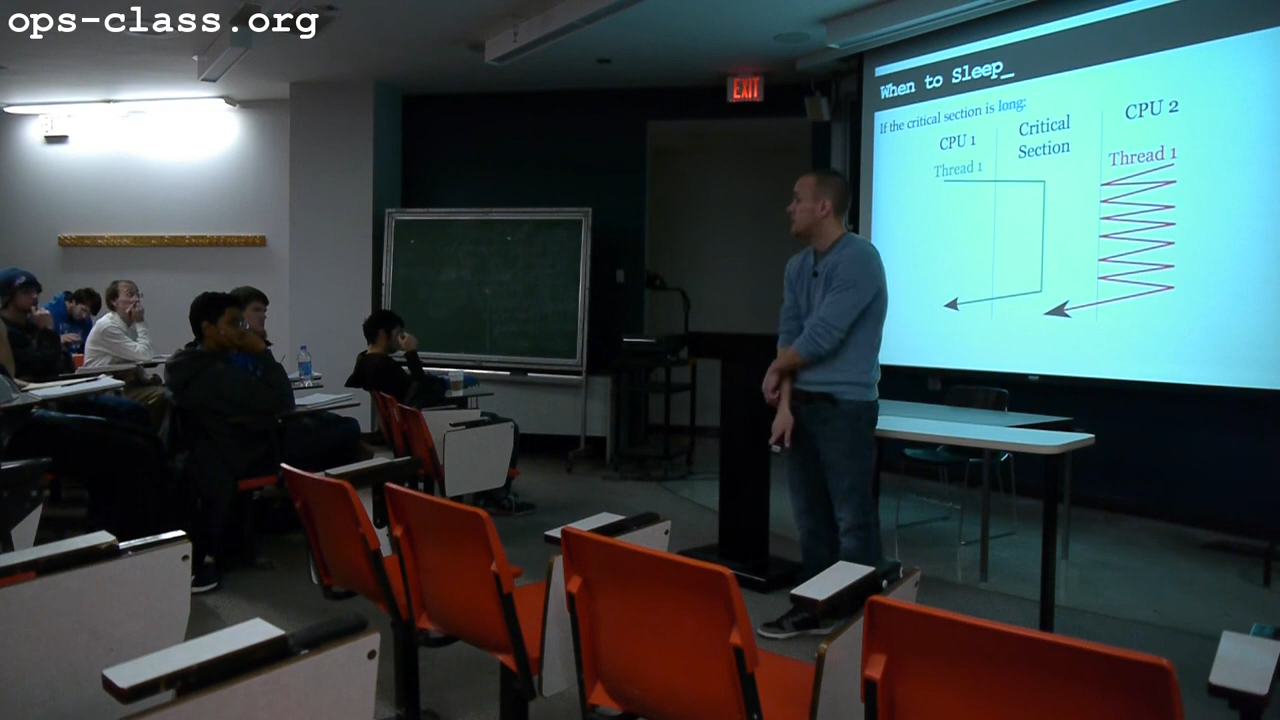 ops-class.org
EXIT
When to Sleep_
If the critical section is long:
CPU 1
Critical
Section
CPU 2
Thread 1
Thread 1